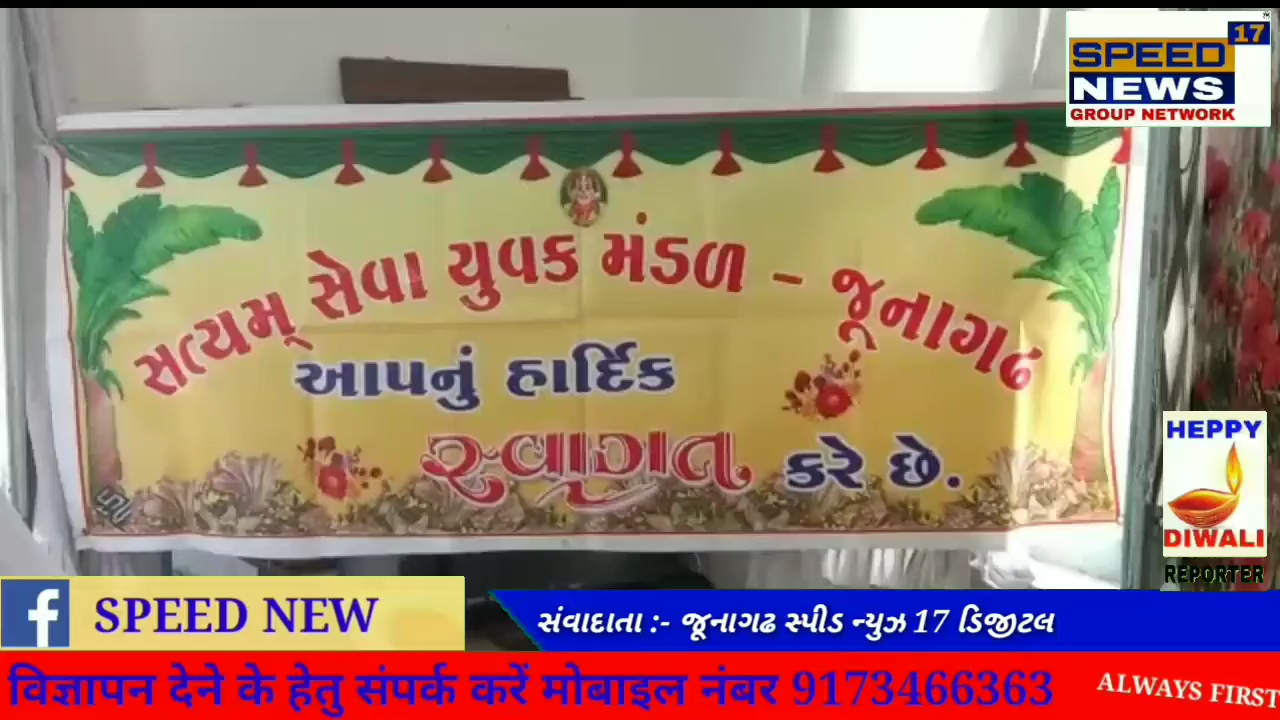 SPEED 17
NEWS
GROUP NETWORK
સત્યમ્ સેવા યુવક મંડળ – જૂનાગઢ
આપનું હાર્દિક
સ્વાગત કરે છે.
HEPPY
DIWALI
REPORTER
f SPEED NEW
સંવાદાતા :- જૂનાગઢ સ્પીડ ન્યુઝ 17 ડિજીટલ
विज्ञापन देने के हेतु संपर्क करें मोबाइल नंबर 9173466363
ALWAYS FIRST